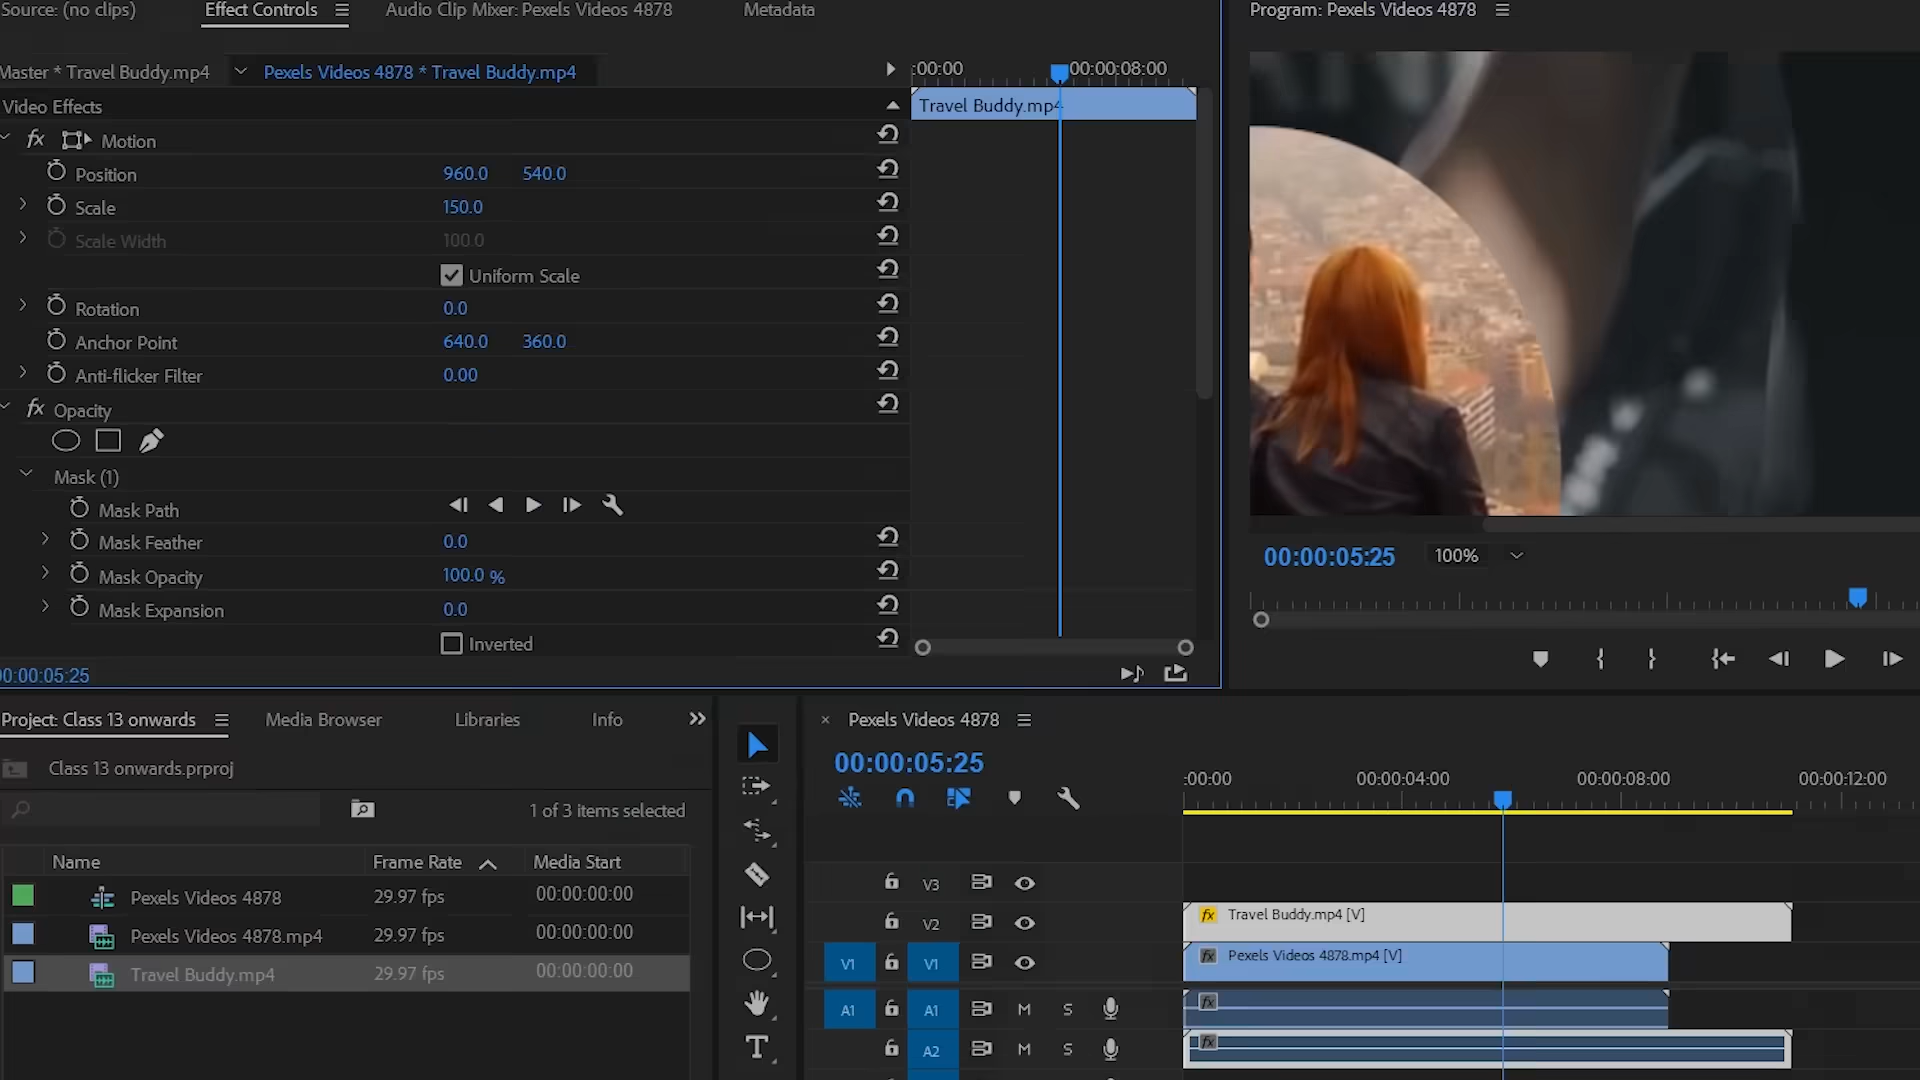 Source: (no clips)
Effect Controls
Audio Clip Mixer: Pexels Videos 4878
Metadata
Program: Pexels Videos 4878
Master * Travel Buddy.mp4
Pexels Videos 4878 * Travel Buddy.mp4
:00:00
00:00:08:00
Video Effects
Travel Buddy.mp4
fx Motion
Position 960.0 540.0
Scale 150.0
Scale Width 100.0
Uniform Scale
Rotation 0.0
Anchor Point 640.0 360.0
Anti-flicker Filter 0.00
fx Opacity
Mask (1)
Mask Path
Mask Feather 0.0
Mask Opacity 100.0 %
Mask Expansion 0.0
Inverted
00:00:05:25
00:00:05:25
100%
Project: Class 13 onwards
Media Browser
Libraries
Info
Class 13 onwards.prproj
1 of 3 items selected
Name Frame Rate Media Start
Pexels Videos 4878 29.97 fps 00:00:00:00
Pexels Videos 4878.mp4 29.97 fps 00:00:00:00
Travel Buddy.mp4 29.97 fps 00:00:00:00
T
× Pexels Videos 4878
00:00:05:25
:00:00
00:00:04:00
00:00:08:00
00:00:12:00
V3
V2
fx Travel Buddy.mp4 [V]
V1 V1
fx Pexels Videos 4878.mp4 [V]
A1 A1 M S
fx
A2 M S
fx